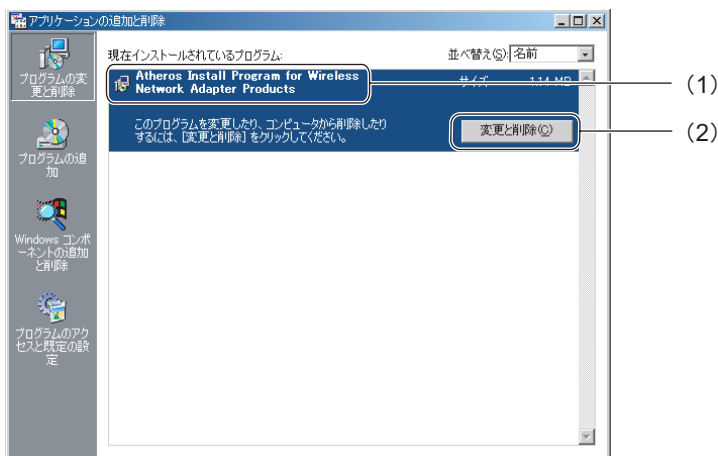 アプリケーションの追加と削除
プログラムの変
更と削除
プログラムの追
加
Windows コンポ
ーネントの追加
と削除
プログラムのアク
セスと既定の設
定
現在インストールされているプログラム:
並べ替え(S): 名前
Atheros Install Program for Wireless
Network Adapter Products
サイズ 1.14 MB
このプログラムを変更したり、コンピュータから削除したり
するには、[変更と削除] をクリックしてください。
変更と削除(C)
(1)
(2)